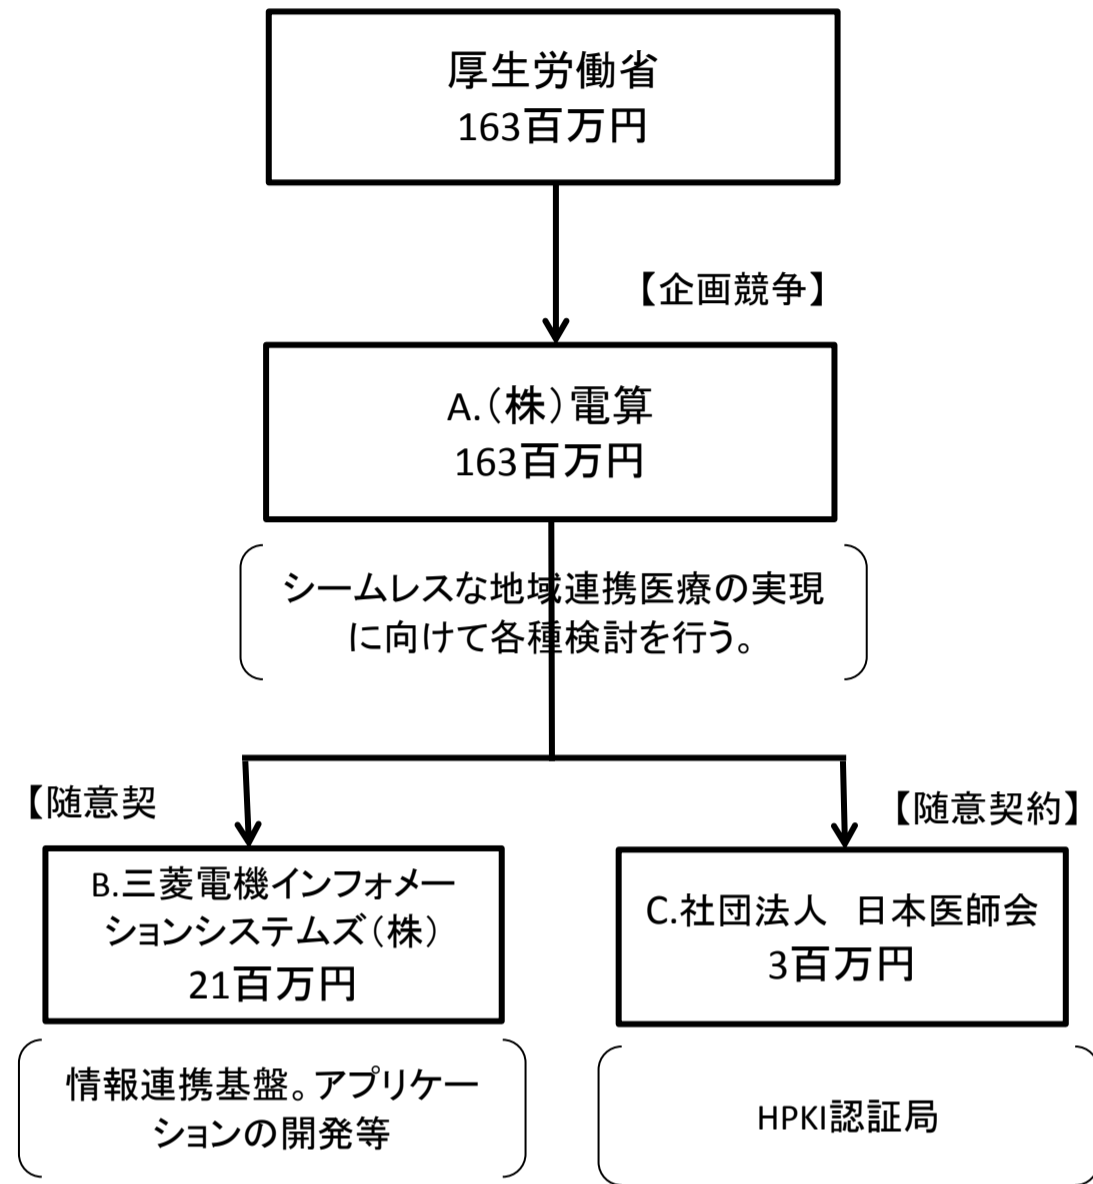 厚生労働省
163百万円
【企画競争】
A.（株）電算
163百万円
シームレスな地域連携医療の実現
に向けて各種検討を行う。
【随意契
【随意契約】
B.三菱電機インフォメー
ションシステムズ（株）
21百万円
C.社団法人　日本医師会
3百万円
情報連携基盤。アプリケー
ションの開発等
HPKI認証局